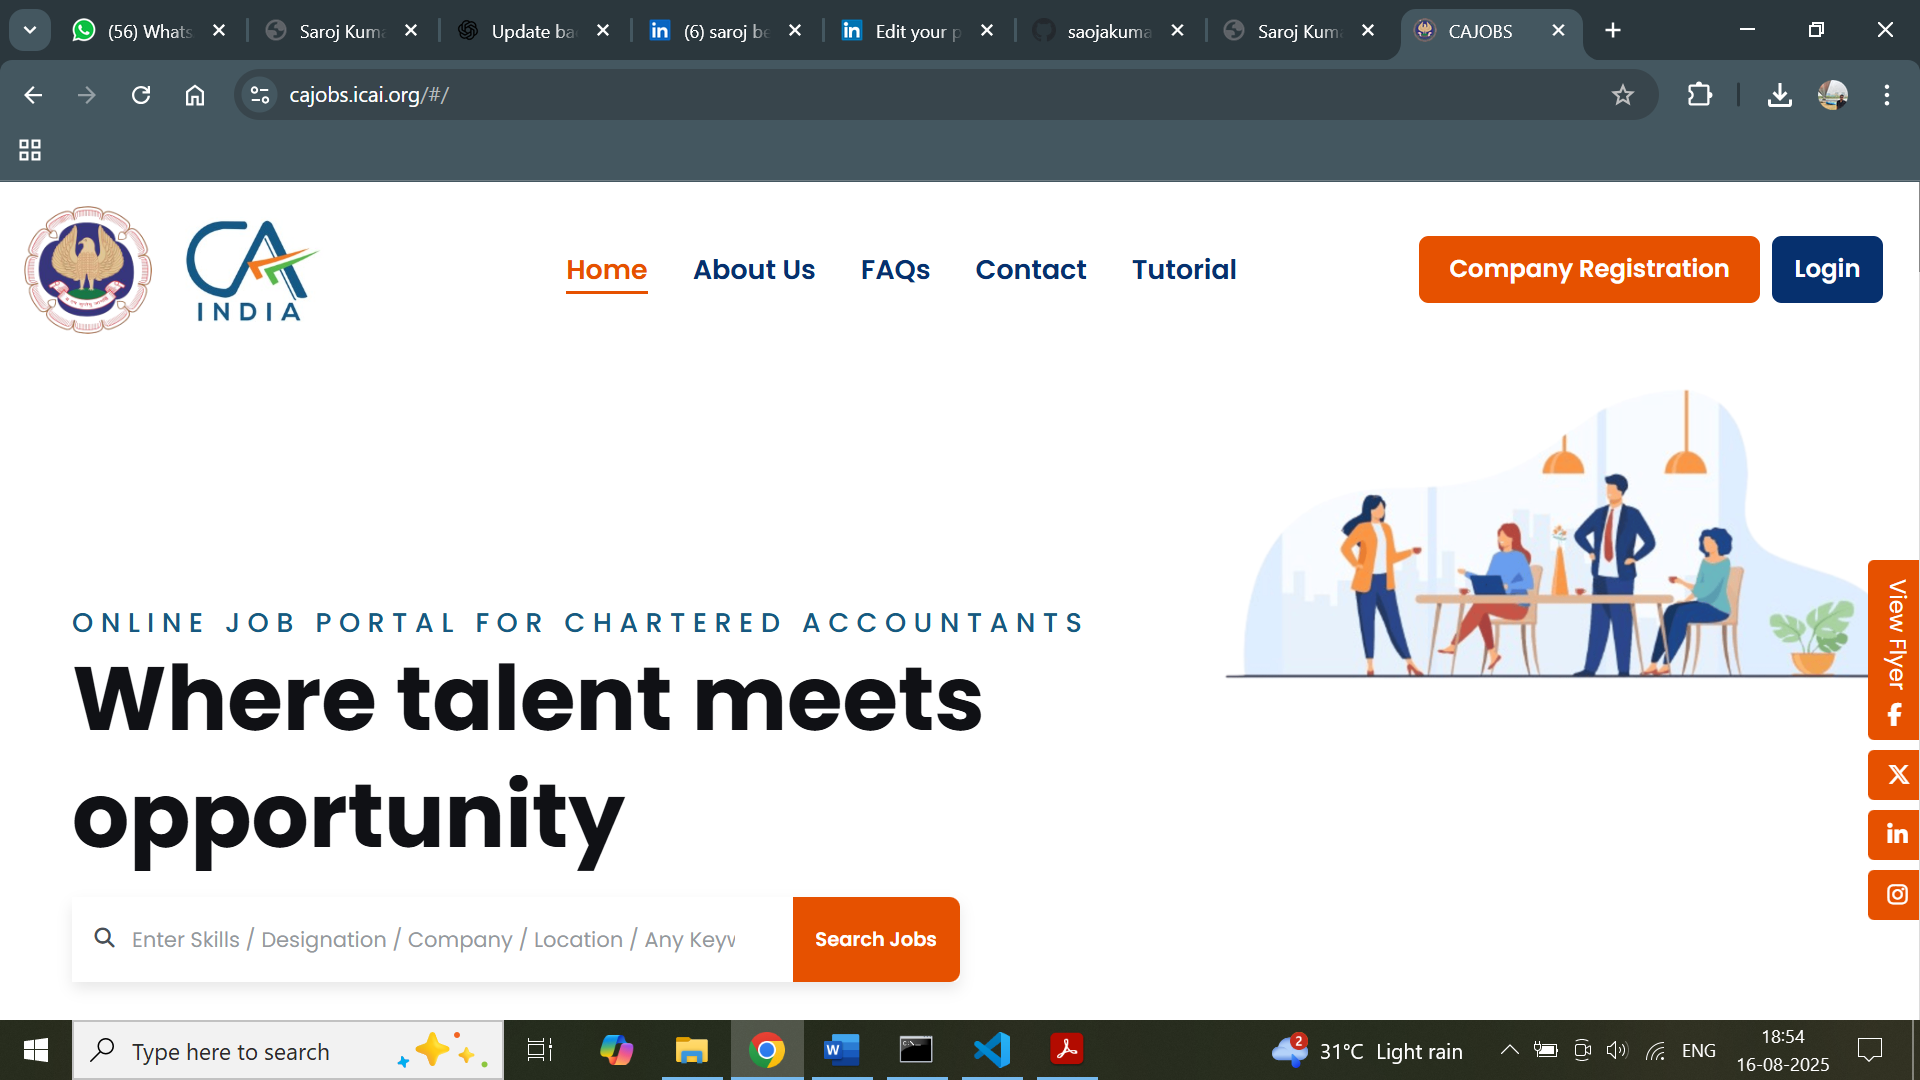 (56) Whats
Saroj Kuma
Update ba
(6) saroj be
Edit your p
saojakuma
Saroj Kuma
CAJOBS
cajobs.icai.org/#/
CA
INDIA
Home
About Us
FAQs
Contact
Tutorial
Company Registration
Login
ONLINE JOB PORTAL FOR CHARTERED ACCOUNTANTS
Where talent meets
opportunity
Enter Skills / Designation / Company / Location / Any Keyw
Search Jobs
View Flyer
Type here to search
2
31°C Light rain
ENG
18:54
16-08-2025